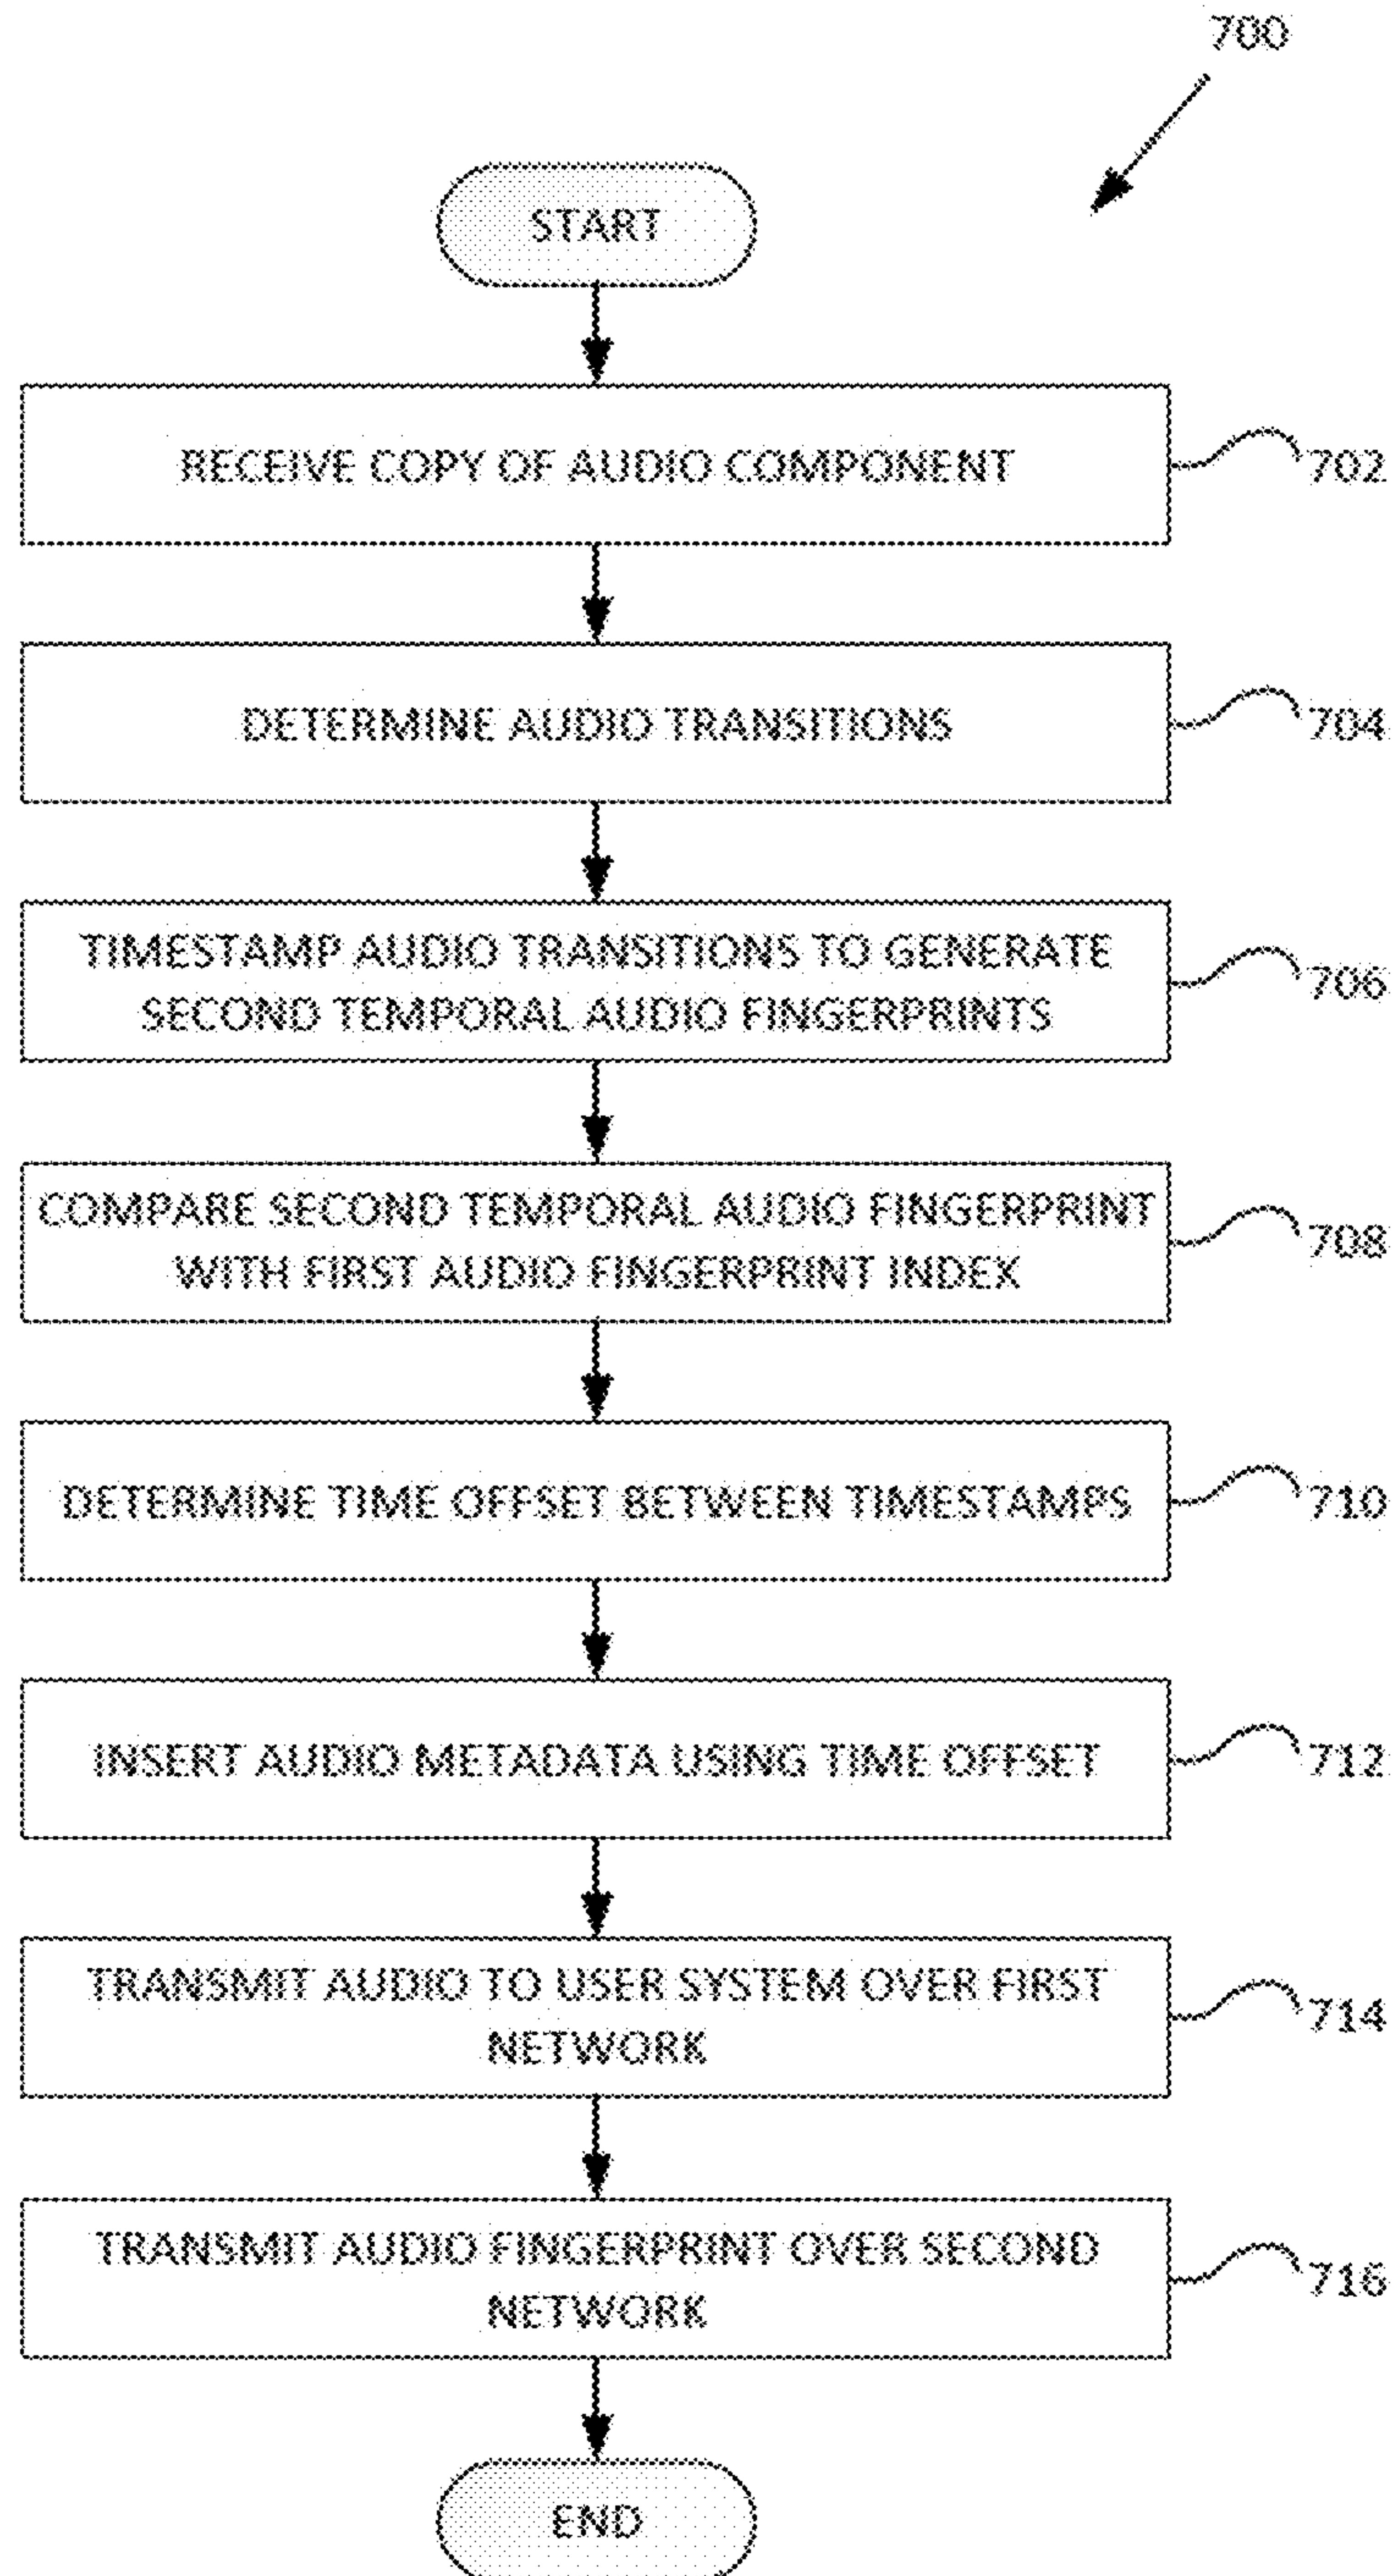 700
START
RECEIVE COPY OF AUDIO COMPONENT
702
DETERMINE AUDIO TRANSITIONS
704
TIMESTAMP AUDIO TRANSITIONS TO GENERATE
SECOND TEMPORAL AUDIO FINGERPRINTS
706
COMPARE SECOND TEMPORAL AUDIO FINGERPRINT
WITH FIRST AUDIO FINGERPRINT INDEX
708
DETERMINE TIME OFFSET BETWEEN TIMESTAMPS
710
INSERT AUDIO METADATA USING TIME OFFSET
712
TRANSMIT AUDIO TO USER SYSTEM OVER FIRST
NETWORK
714
TRANSMIT AUDIO FINGERPRINT OVER SECOND
NETWORK
716
END